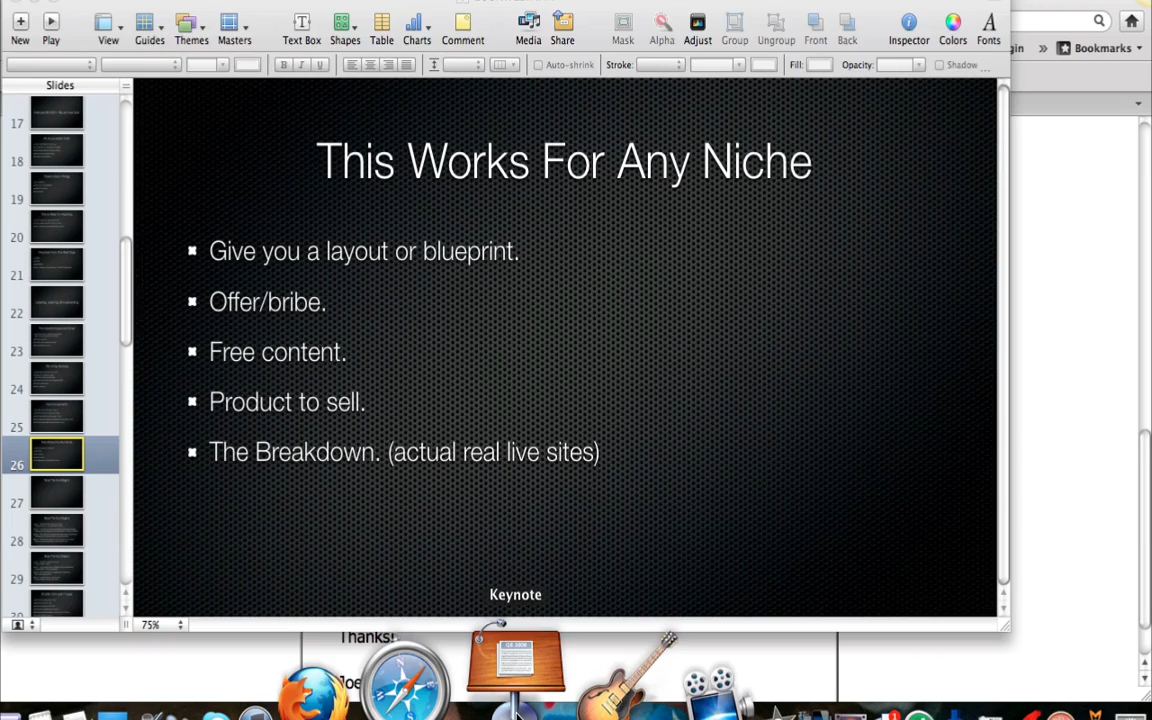 New Play View Guides Themes Masters Text Box Shapes Table Charts Comment Media Share Mask Alpha Adjust Group Ungroup Front Back Inspector Colors Fonts
Bookmarks
B I U Auto-shrink Stroke: Fill: Opacity: Shadow
Slides
17
18
19
20
21
22
23
24
25
26
27
28
29
30
This Works For Any Niche
Give you a layout or blueprint.
Offer/bribe.
Free content.
Product to sell.
The Breakdown. (actual real live sites)
Keynote
75%
Thanks!
Joe